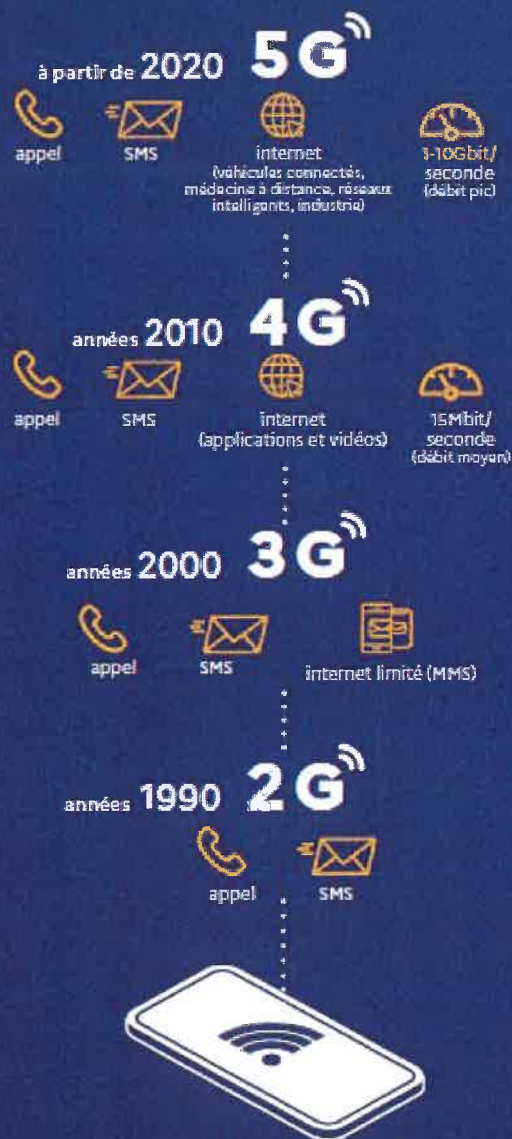 à partir de 2020 5G
appel
SMS
internet
(véhicules connectés,
médecine à distance, réseaux
intelligents, industrie)
1-10Gbit/
seconde
(débit pic)
années 2010 4G
appel
SMS
internet
(applications et vidéos)
15Mbit/
seconde
(débit moyen)
années 2000 3G
appel
SMS
internet limité (MMS)
années 1990 2G
appel
SMS